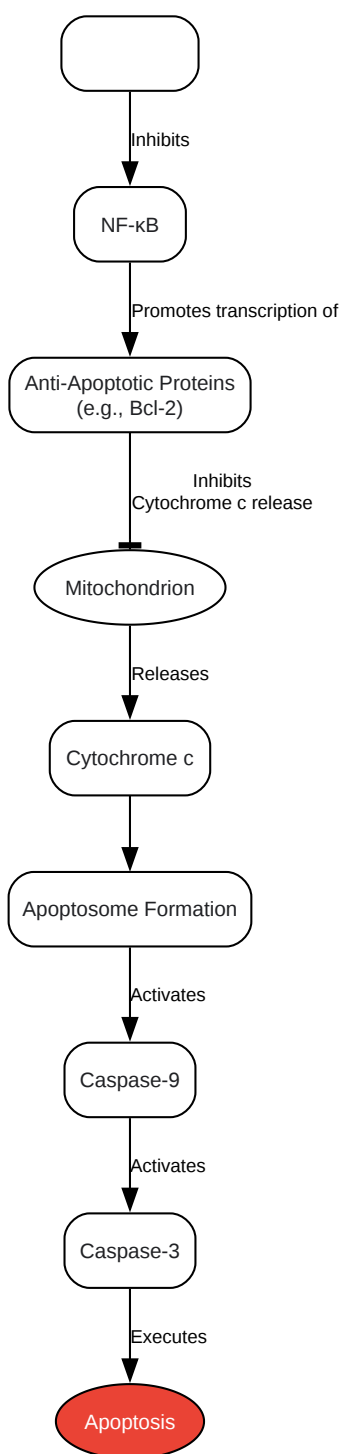 Inhibits
NF-κB
Promotes transcription of
Anti-Apoptotic Proteins
(e.g., Bcl-2)
Inhibits
Cytochrome c release
Mitochondrion
Releases
Cytochrome c
Apoptosome Formation
Activates
Caspase-9
Activates
Caspase-3
Executes
Apoptosis